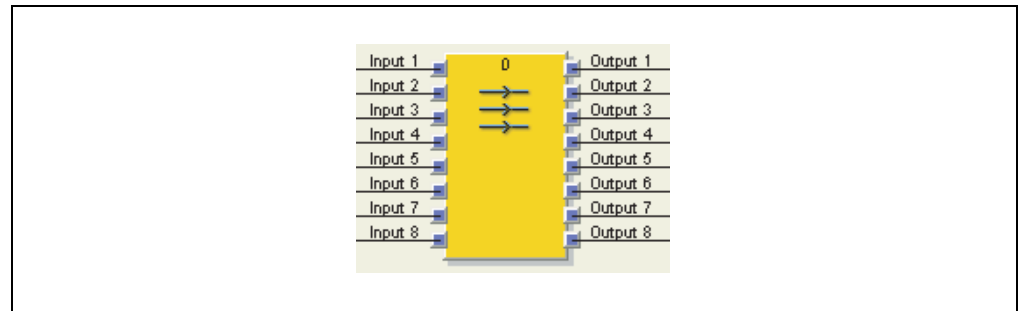 Input 1 0 Output 1
Input 2 Output 2
Input 3 Output 3
Input 4 Output 4
Input 5 Output 5
Input 6 Output 6
Input 7 Output 7
Input 8 Output 8